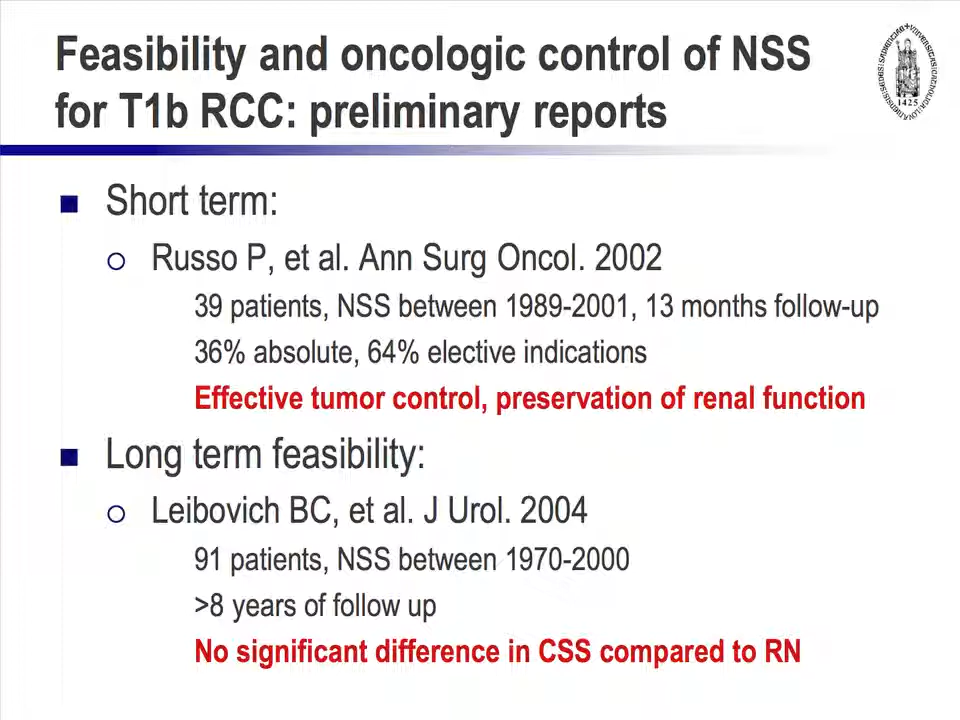 Feasibility and oncologic control of NSS
for T1b RCC: preliminary reports
1425
Short term:
Russo P, et al. Ann Surg Oncol. 2002
39 patients, NSS between 1989-2001, 13 months follow-up
36% absolute, 64% elective indications
Effective tumor control, preservation of renal function
Long term feasibility:
Leibovich BC, et al. J Urol. 2004
91 patients, NSS between 1970-2000
>8 years of follow up
No significant difference in CSS compared to RN